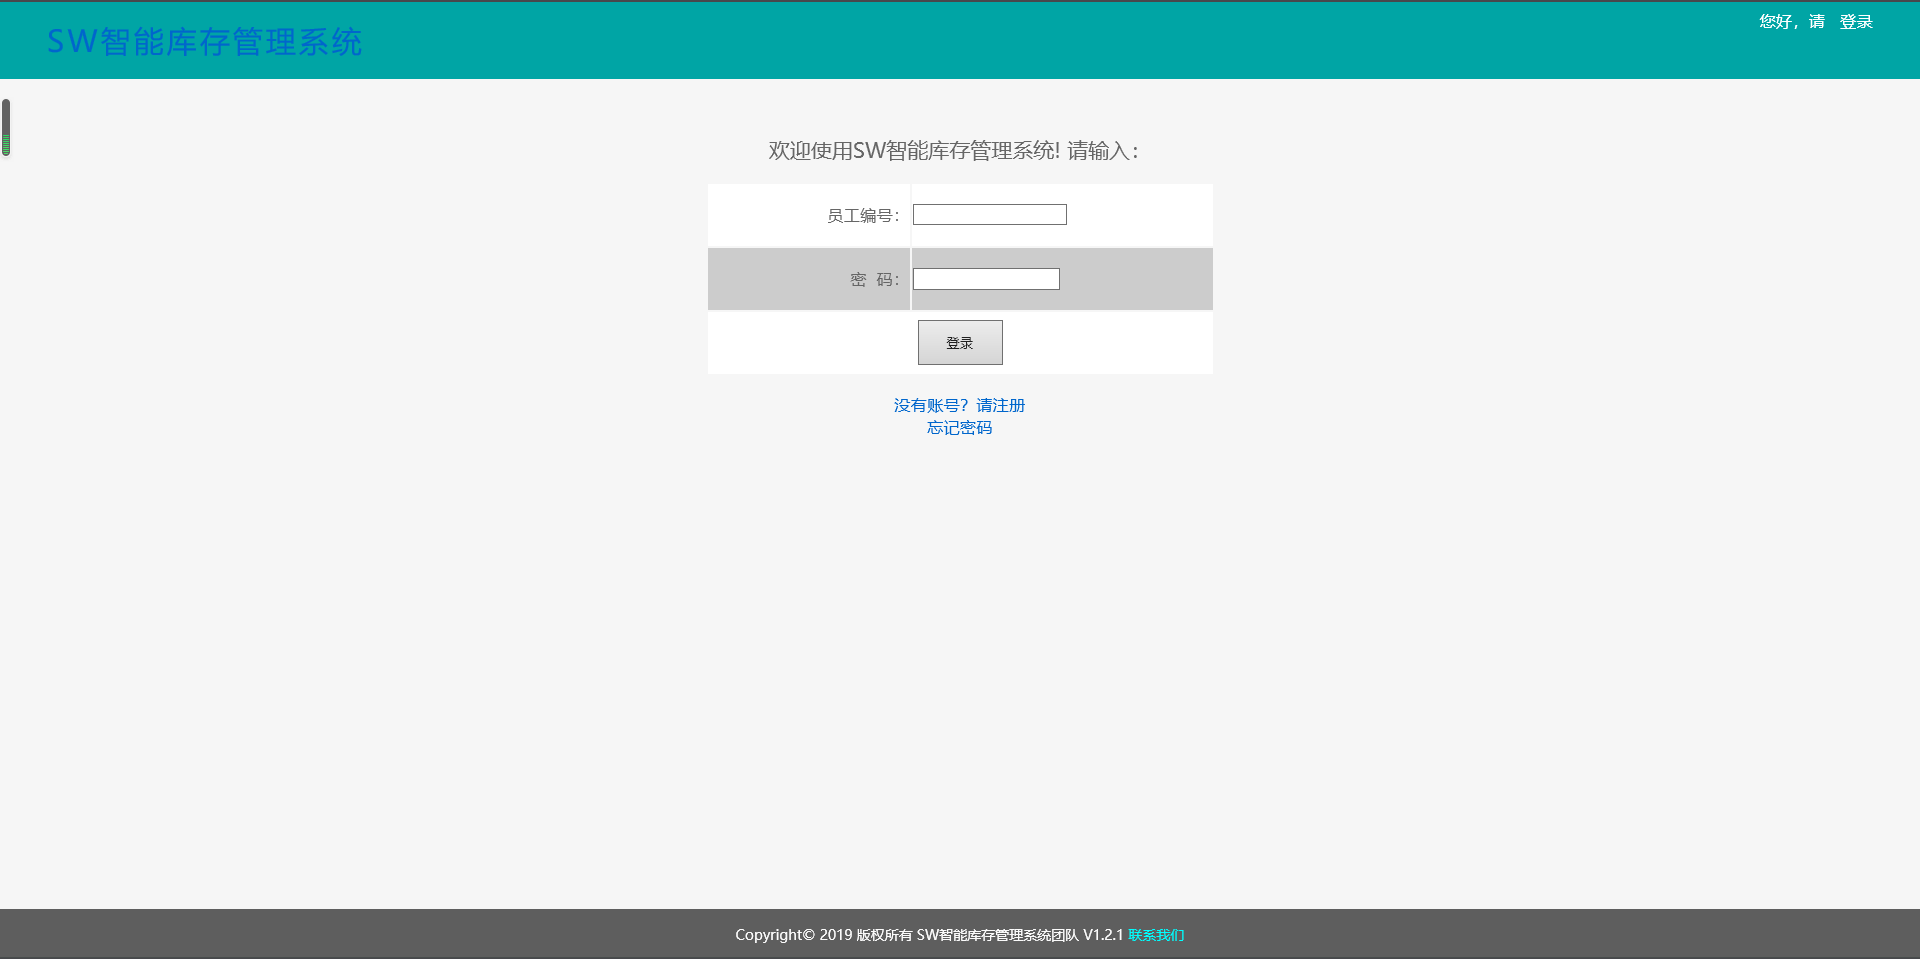 SW智能库存管理系统
您好，请 登录
欢迎使用SW智能库存管理系统! 请输入：
员工编号：
密 码：
登录
没有账号？请注册
忘记密码
Copyright© 2019 版权所有 SW智能库存管理系统团队 V1.2.1 联系我们